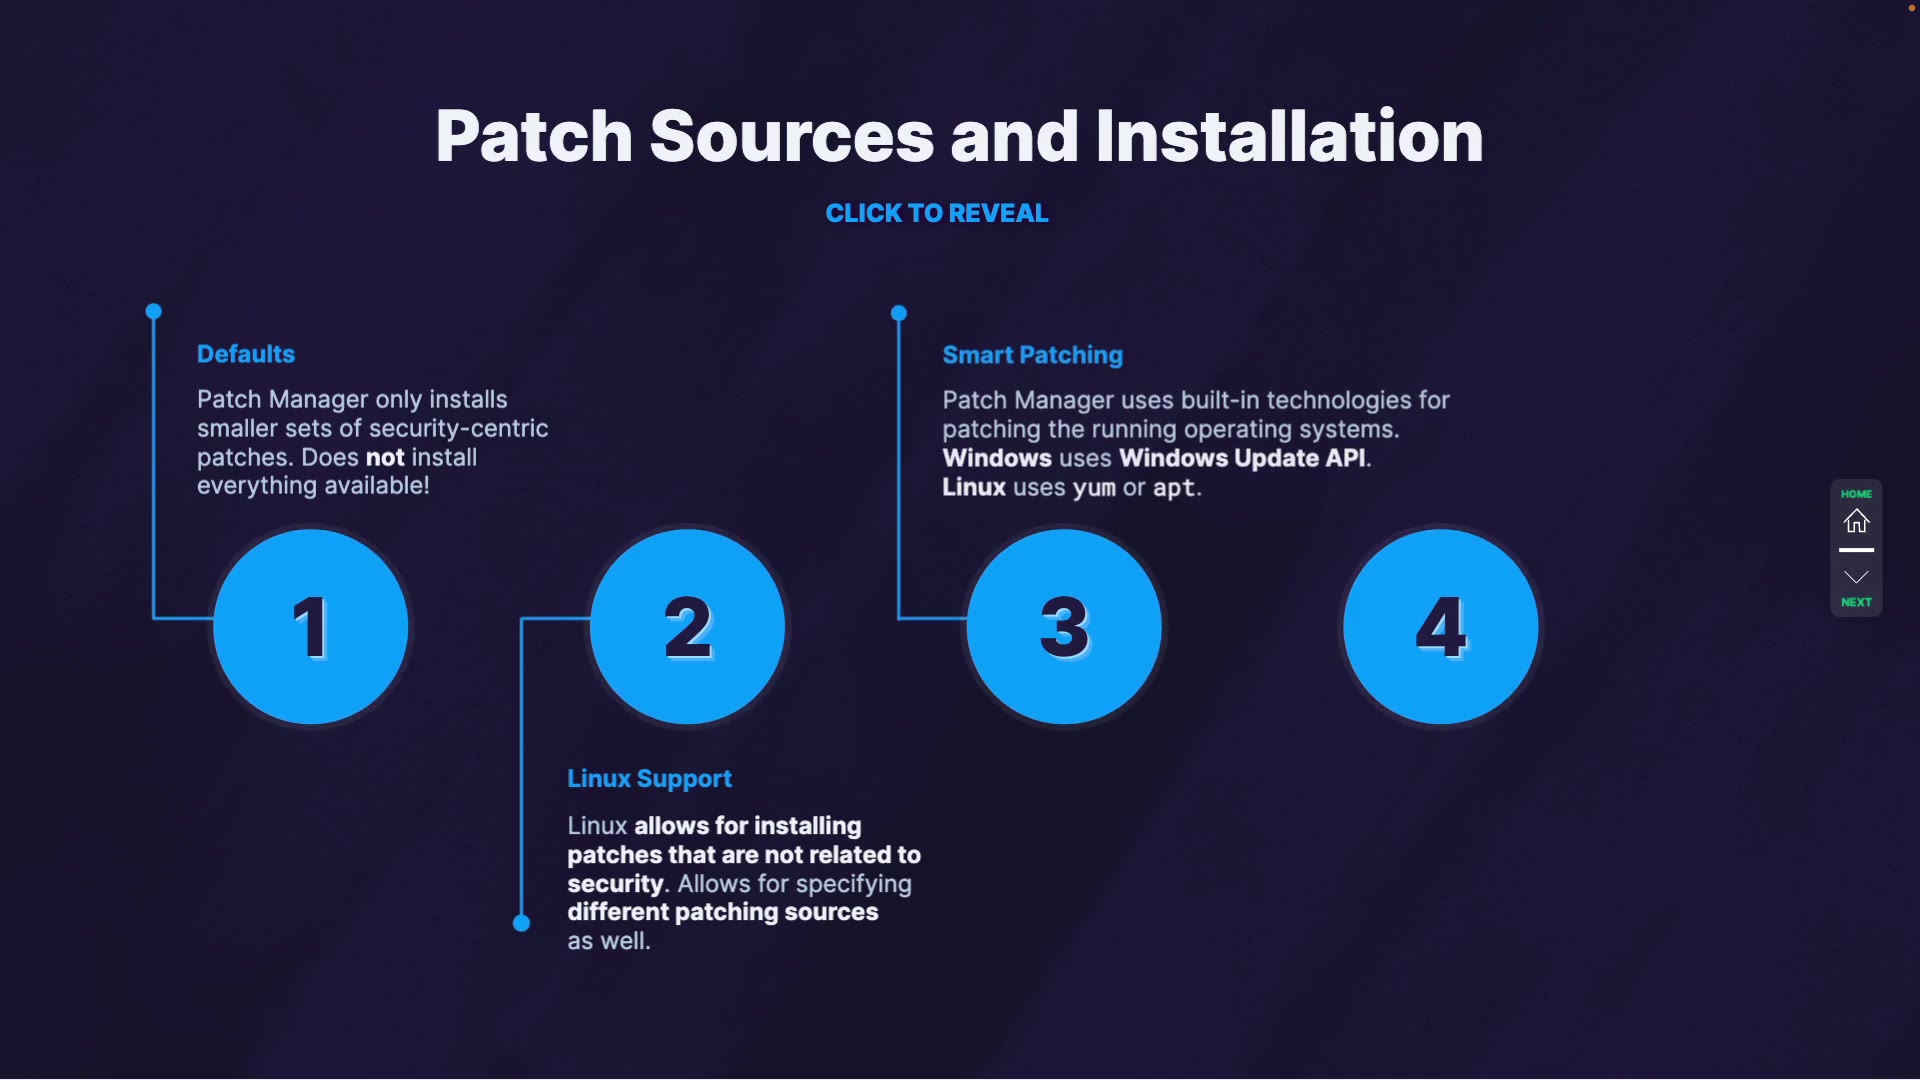 Patch Sources and Installation
CLICK TO REVEAL
Defaults
Patch Manager only installs
smaller sets of security-centric
patches. Does not install
everything available!
Smart Patching
Patch Manager uses built-in technologies for
patching the running operating systems.
Windows uses Windows Update API.
Linux uses yum or apt.
1
2
3
4
Linux Support
Linux allows for installing
patches that are not related to
security. Allows for specifying
different patching sources
as well.
HOME
NEXT